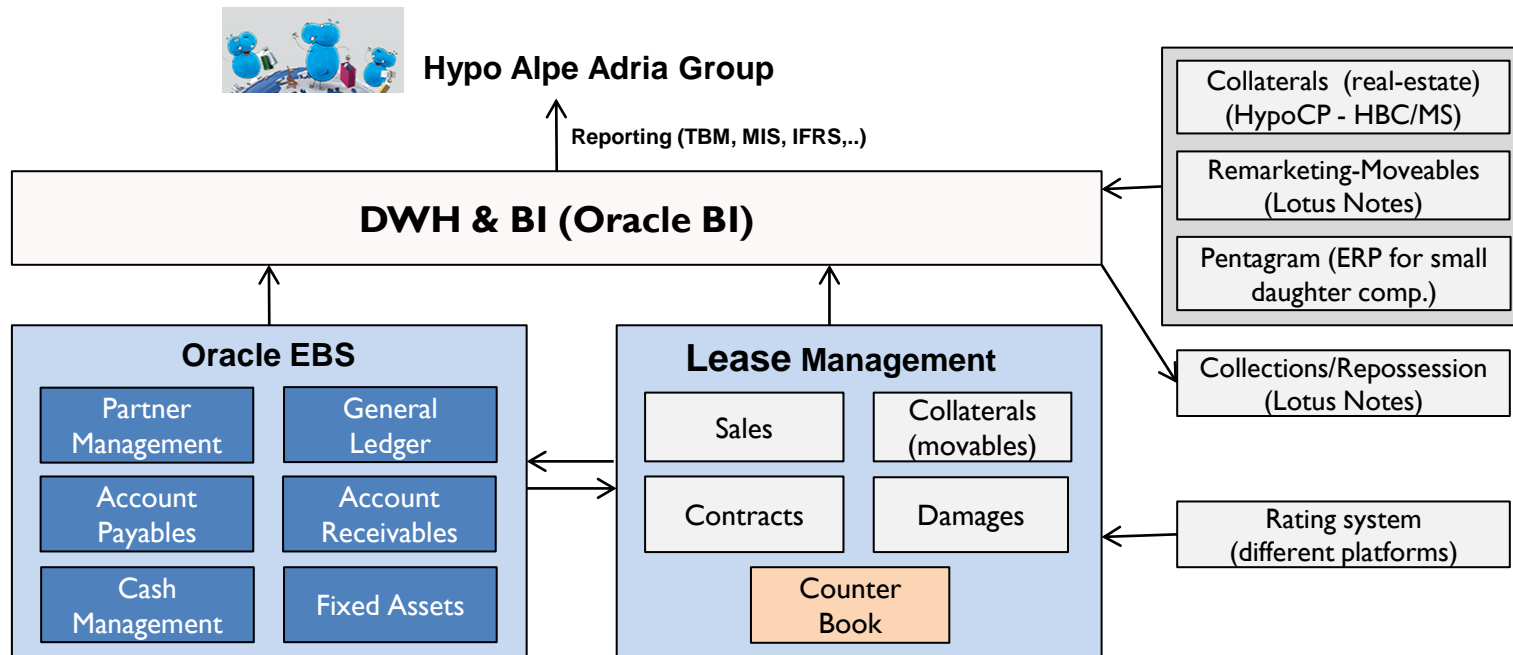 Hypo Alpe Adria Group
Reporting (TBM, MIS, IFRS,..)
DWH & BI (Oracle BI)
Collaterals (real-estate)
(HypoCP - HBC/MS)
Remarketing-Moveables
(Lotus Notes)
Pentagram (ERP for small
daughter comp.)
Collections/Repossession
(Lotus Notes)
Rating system
(different platforms)
Oracle EBS
Partner
Management
General
Ledger
Account
Payables
Account
Receivables
Cash
Management
Fixed Assets
Lease Management
Sales
Collaterals
(movables)
Contracts
Damages
Counter
Book